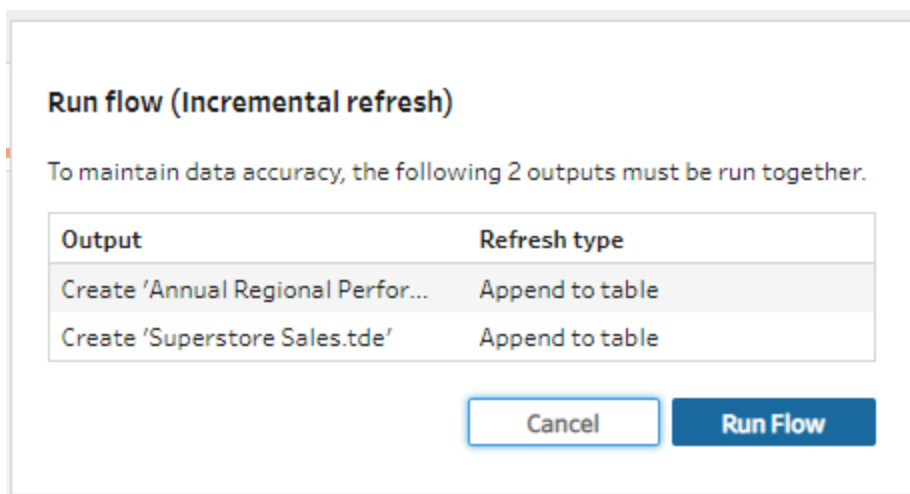 Run flow (Incremental refresh)
To maintain data accuracy, the following 2 outputs must be run together.
Output Refresh type
Create 'Annual Regional Perfor... Append to table
Create 'Superstore Sales.tde' Append to table
Cancel Run Flow